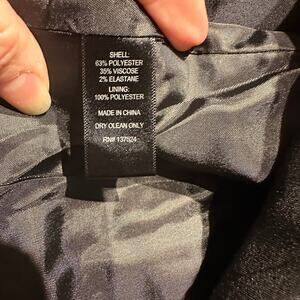 SHELL:
63% POLYESTER
35% VISCOSE
2% ELASTANE
LINING:
100% POLYESTER
MADE IN CHINA
DRY CLEAN ONLY
RN# 137524